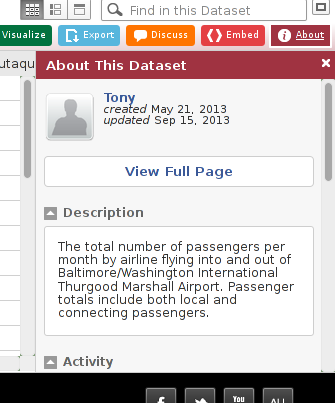 Find in this Dataset
Visualize
Export
Discuss
Embed
About
utaqu
About This Dataset
Tony
created May 21, 2013
updated Sep 15, 2013
View Full Page
Description
The total number of passengers per
month by airline flying into and out of
Baltimore/Washington International
Thurgood Marshall Airport. Passenger
totals include both local and
connecting passengers.
Activity
You